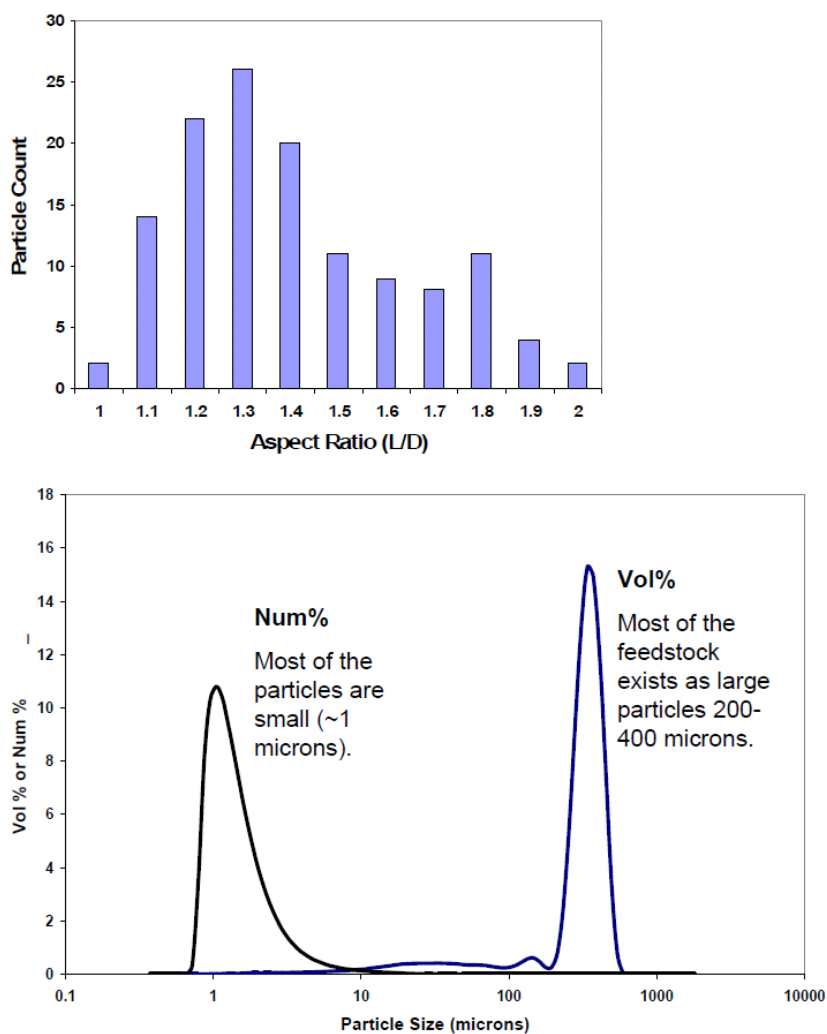 30
25
20
15
10
5
0
Particle Count
1 1.1 1.2 1.3 1.4 1.5 1.6 1.7 1.8 1.9 2
Aspect Ratio (L/D)
18
16
14
12
10
8
6
4
2
0
Vol % or Num %
Num%
Most of the
particles are
small (~1
microns).
Vol%
Most of the
feedstock
exists as large
particles 200-
400 microns.
0.1 1 10 100 1000 10000
Particle Size (microns)